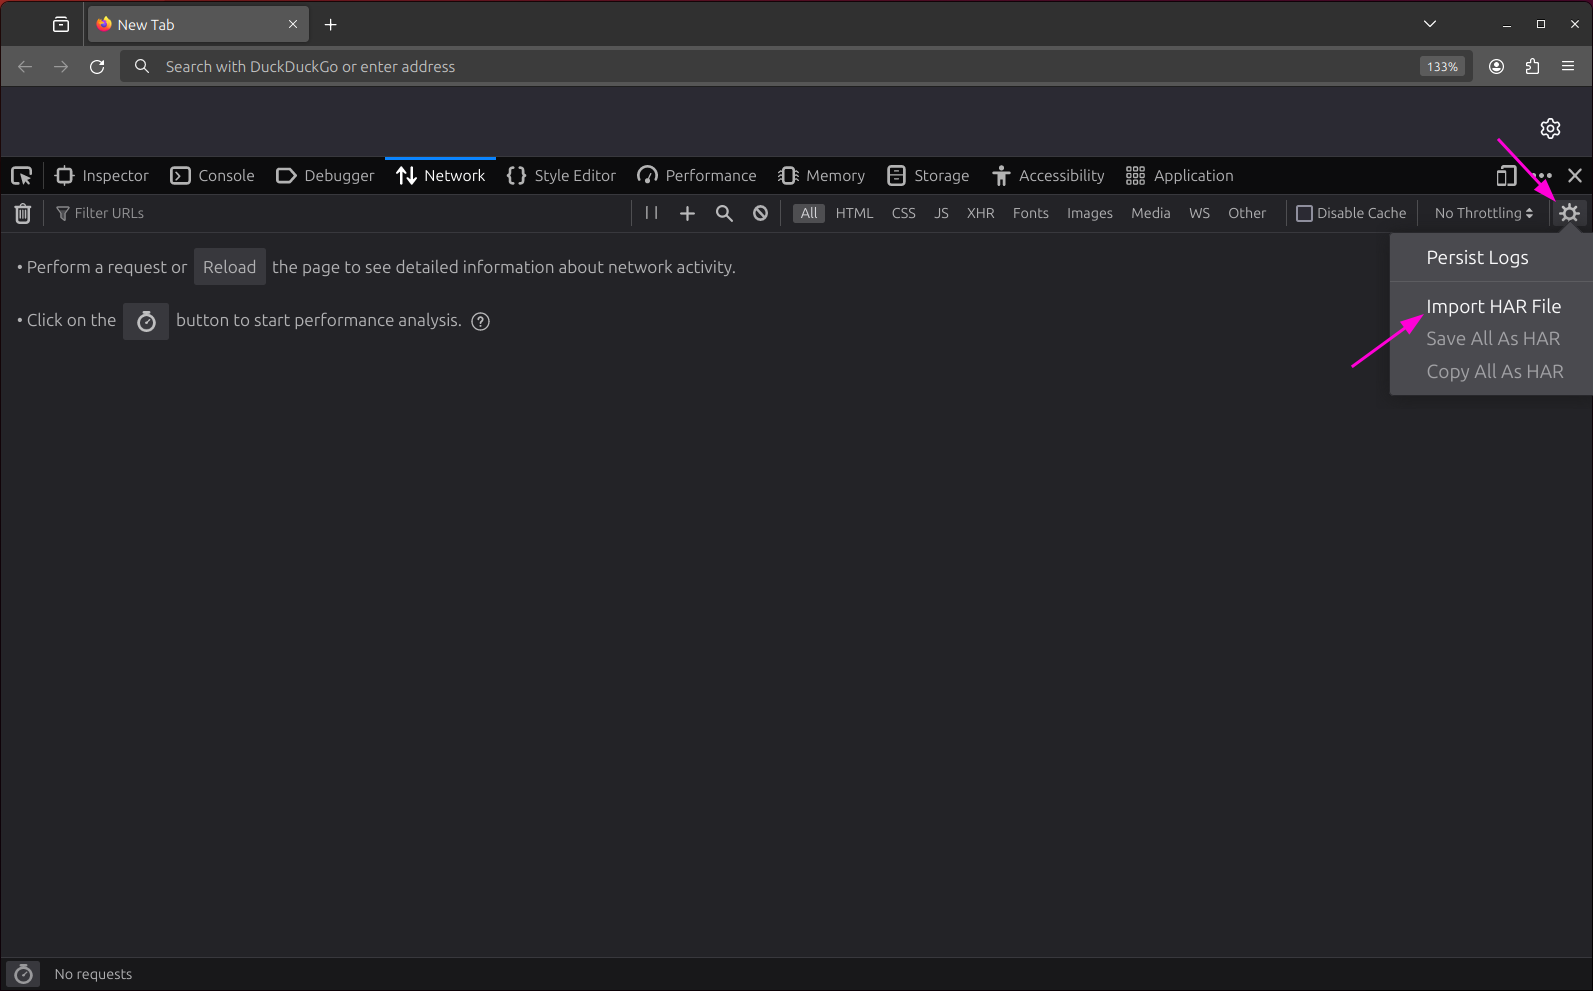 New Tab
Search with DuckDuckGo or enter address 133%
Inspector Console Debugger Network Style Editor Performance Memory Storage Accessibility Application
Filter URLs All HTML CSS JS XHR Fonts Images Media WS Other Disable Cache No Throttling
• Perform a request or Reload the page to see detailed information about network activity.
• Click on the button to start performance analysis.
Persist Logs
Import HAR File
Save All As HAR
Copy All As HAR
No requests